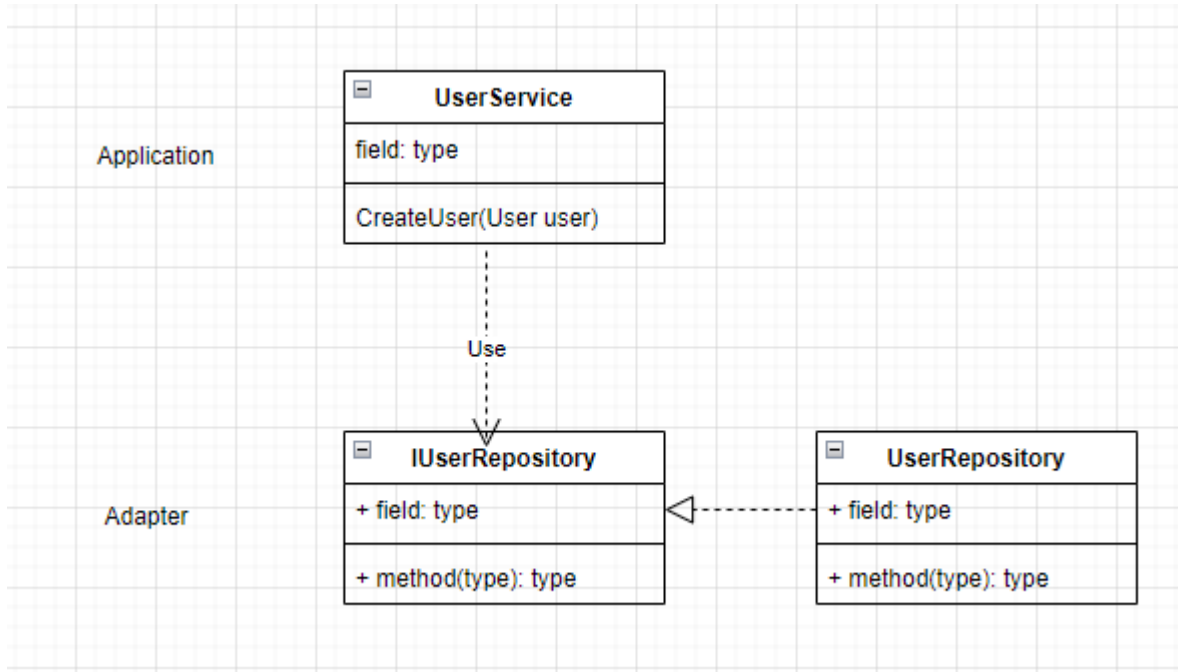 UserService
Application
field: type
CreateUser(User user)
Use
IUserRepository
UserRepository
Adapter
+ field: type
+ field: type
+ method(type): type
+ method(type): type